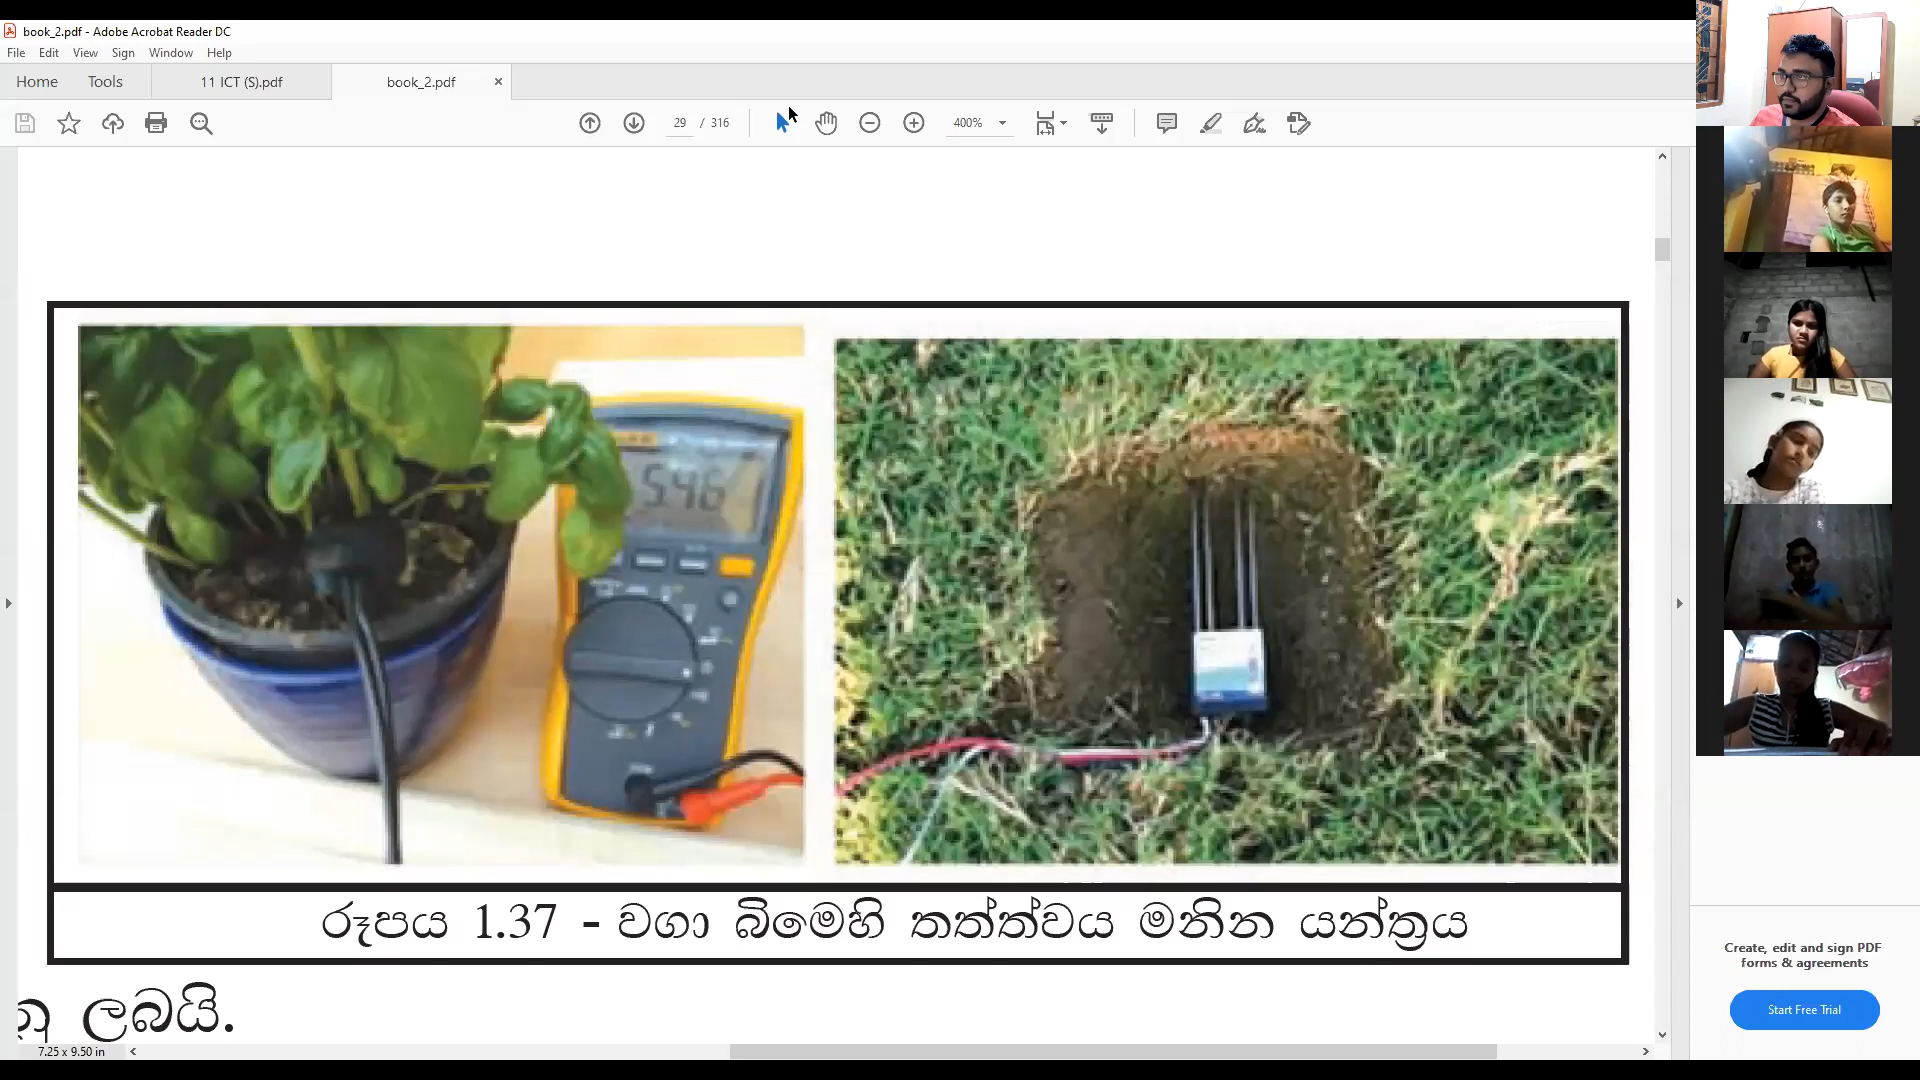 book_2.pdf - Adobe Acrobat Reader DC
File Edit View Sign Window Help
Home Tools 11 ICT (S).pdf book_2.pdf ×
29 / 316 400%
5.46
රූපය 1.37 - වගා බිමෙහි තත්ත්වය මනින යන්ත්‍රය
නු ලබයි.
7.25 x 9.50 in
Create, edit and sign PDF
forms & agreements
Start Free Trial